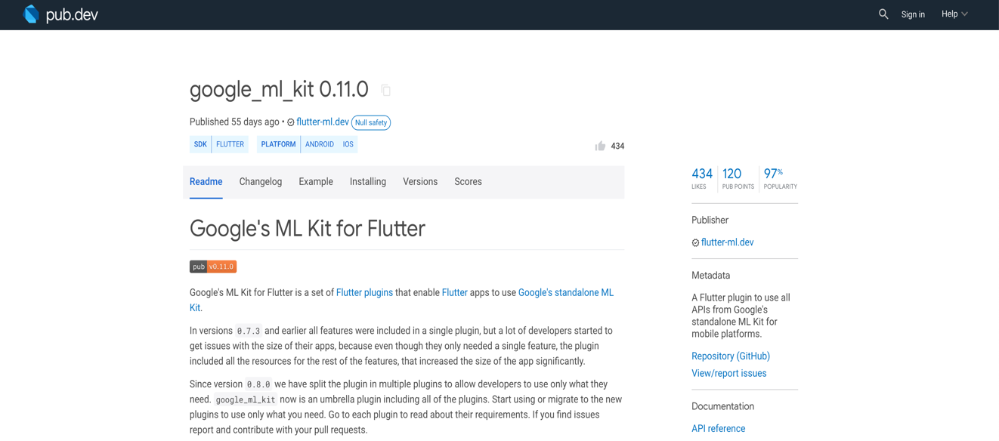 pub.dev
Sign in
Help
google_ml_kit 0.11.0
Published 55 days ago • flutter-ml.dev Null safety
SDK FLUTTER PLATFORM ANDROID IOS
434
Readme Changelog Example Installing Versions Scores
434 LIKES
120 PUB POINTS
97% POPULARITY
Google's ML Kit for Flutter
pub v0.11.0
Google's ML Kit for Flutter is a set of Flutter plugins that enable Flutter apps to use Google's standalone ML
Kit.
In versions 0.7.3 and earlier all features were included in a single plugin, but a lot of developers started to
get issues with the size of their apps, because even though they only needed a single feature, the plugin
included all the resources for the rest of the features, that increased the size of the app significantly.
Since version 0.8.0 we have split the plugin in multiple plugins to allow developers to use only what they
need. google_ml_kit now is an umbrella plugin including all of the plugins. Start using or migrate to the new
plugins to use only what you need. Go to each plugin to read about their requirements. If you find issues
report and contribute with your pull requests.
Publisher
flutter-ml.dev
Metadata
A Flutter plugin to use all
APIs from Google's
standalone ML Kit for
mobile platforms.
Repository (GitHub)
View/report issues
Documentation
API reference